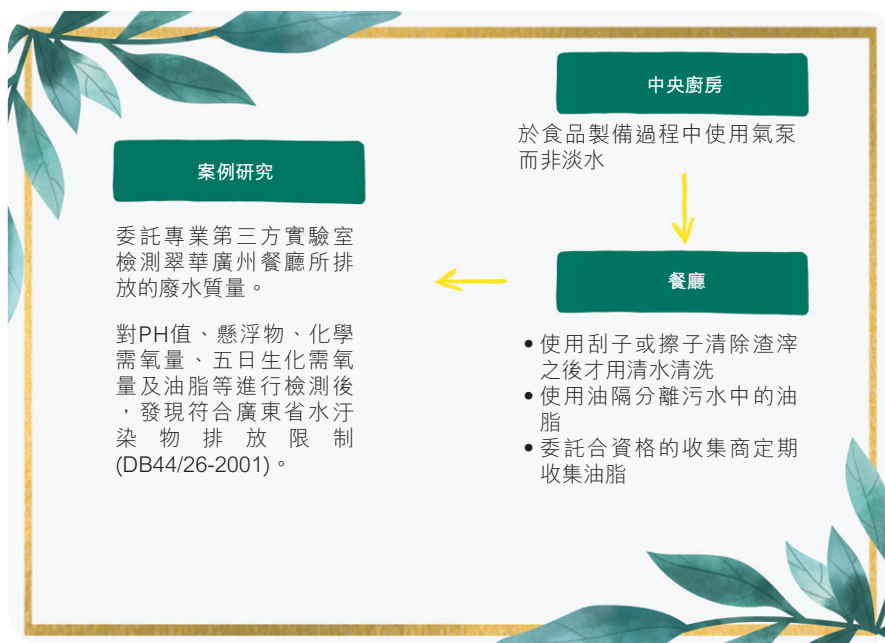 中央廚房
於食品製備過程中使用氣泵
而非淡水
餐廳
•使用刮子或擦子清除渣滓
之後才用清水清洗
•使用油隔分離污水中的油
脂
•委託合資格的收集商定期
收集油脂
案例研究
委託專業第三方實驗室
檢測翠華廣州餐廳所排
放的廢水質量。
對PH值、懸浮物、化學
需氧量、五日生化需氧
量及油脂等進行檢測後
，發現符合廣東省水汙
染物排放限制
(DB44/26-2001)。